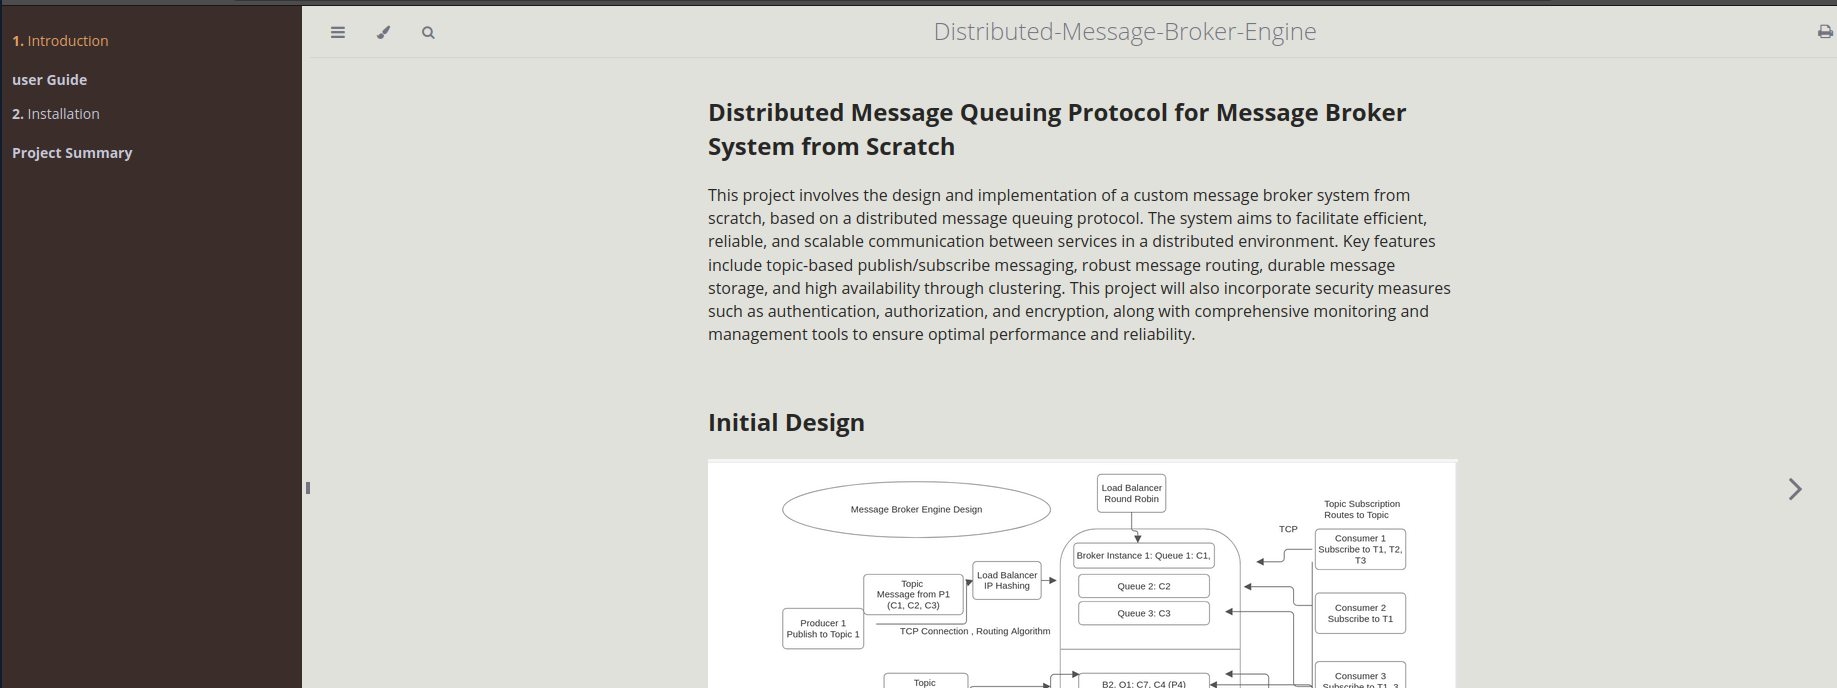 1. Introduction
user Guide
2. Installation
Project Summary
Distributed-Message-Broker-Engine
Distributed Message Queuing Protocol for Message Broker
System from Scratch
This project involves the design and implementation of a custom message broker system from
scratch, based on a distributed message queuing protocol. The system aims to facilitate efficient,
reliable, and scalable communication between services in a distributed environment. Key features
include topic-based publish/subscribe messaging, robust message routing, durable message
storage, and high availability through clustering. This project will also incorporate security measures
such as authentication, authorization, and encryption, along with comprehensive monitoring and
management tools to ensure optimal performance and reliability.
Initial Design
Message Broker Engine Design
Load Balancer
Round Robin
Topic Subscription
Routes to Topic
TCP
Consumer 1
Subscribe to T1, T2,
T3
Broker Instance 1: Queue 1: C1,
Load Balancer
IP Hashing
Topic
Message from P1
(C1, C2, C3)
Queue 2: C2
Queue 3: C3
Consumer 2
Subscribe to T1
Producer 1
Publish to Topic 1
TCP Connection , Routing Algorithm
Topic
B2, Q1: C7, C4 (P4)
Consumer 3
Subscribe to T1, 3